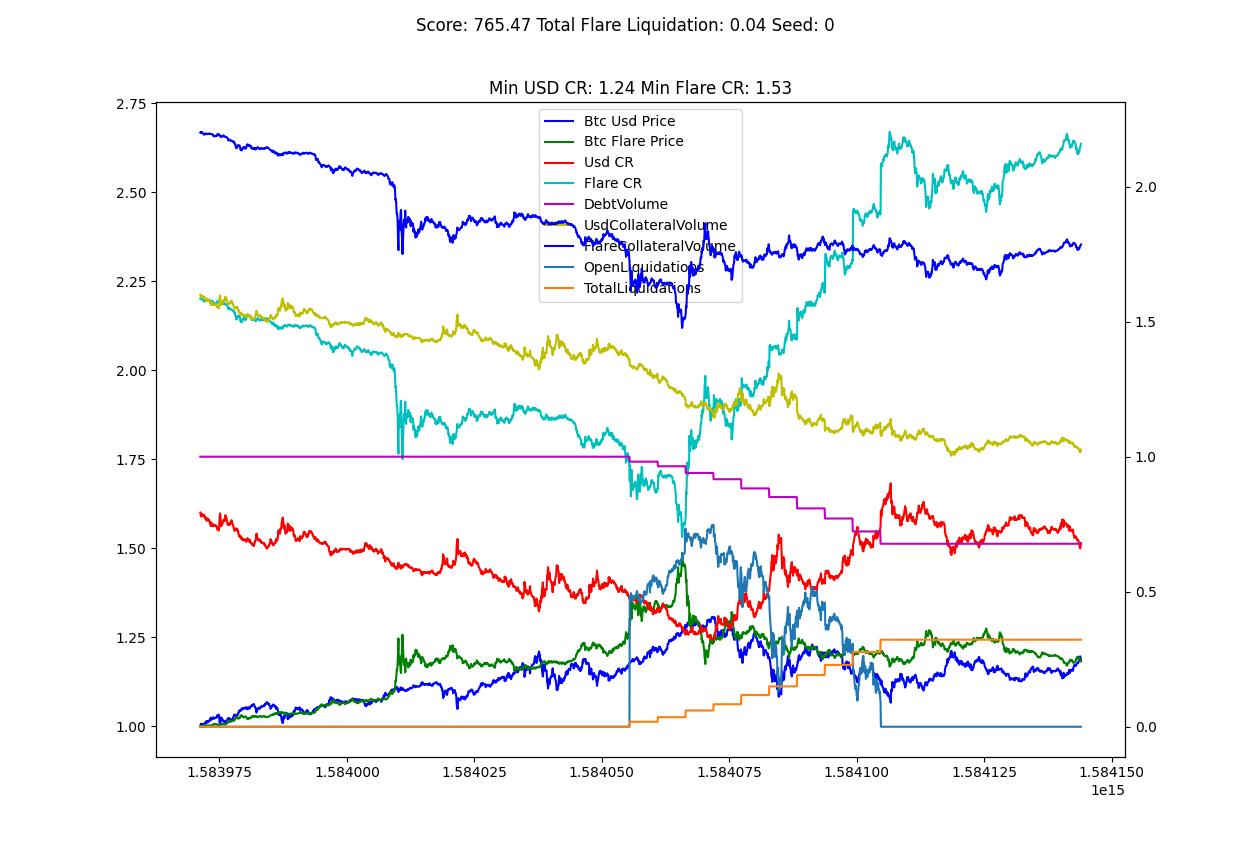 Score: 765.47 Total Flare Liquidation: 0.04 Seed: 0
Min USD CR: 1.24 Min Flare CR: 1.53
Btc Usd Price
Btc Flare Price
Usd CR
Flare CR
DebtVolume
UsdCollateralVolume
FlareCollateralVolume
OpenLiquidations
TotalLiquidations
2.75
2.50
2.25
2.00
1.75
1.50
1.25
1.00
2.0
1.5
1.0
0.5
0.0
1.583975 1.584000 1.584025 1.584050 1.584075 1.584100 1.584125 1.584150
1e15